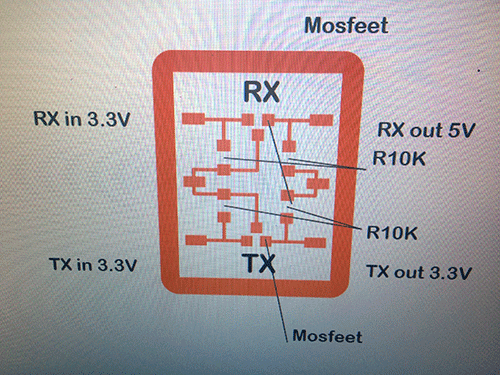 Mosfeet
RX
RX in 3.3V
RX out 5V
R10K
R10K
TX in 3.3V
TX
TX out 3.3V
Mosfeet